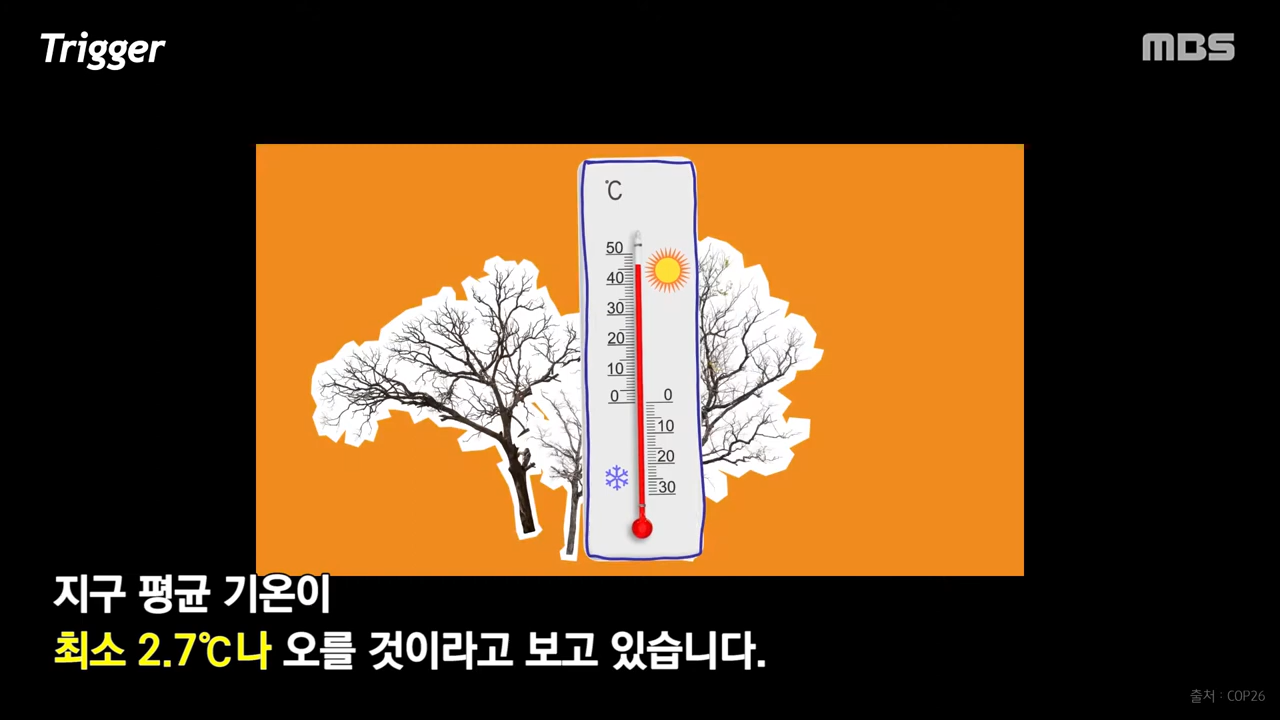 Trigger
MBS
℃
50
40
30
20
10
0
0
10
20
30
지구 평균 기온이
최소 2.7℃나 오를 것이라고 보고 있습니다.
출처 : COP26